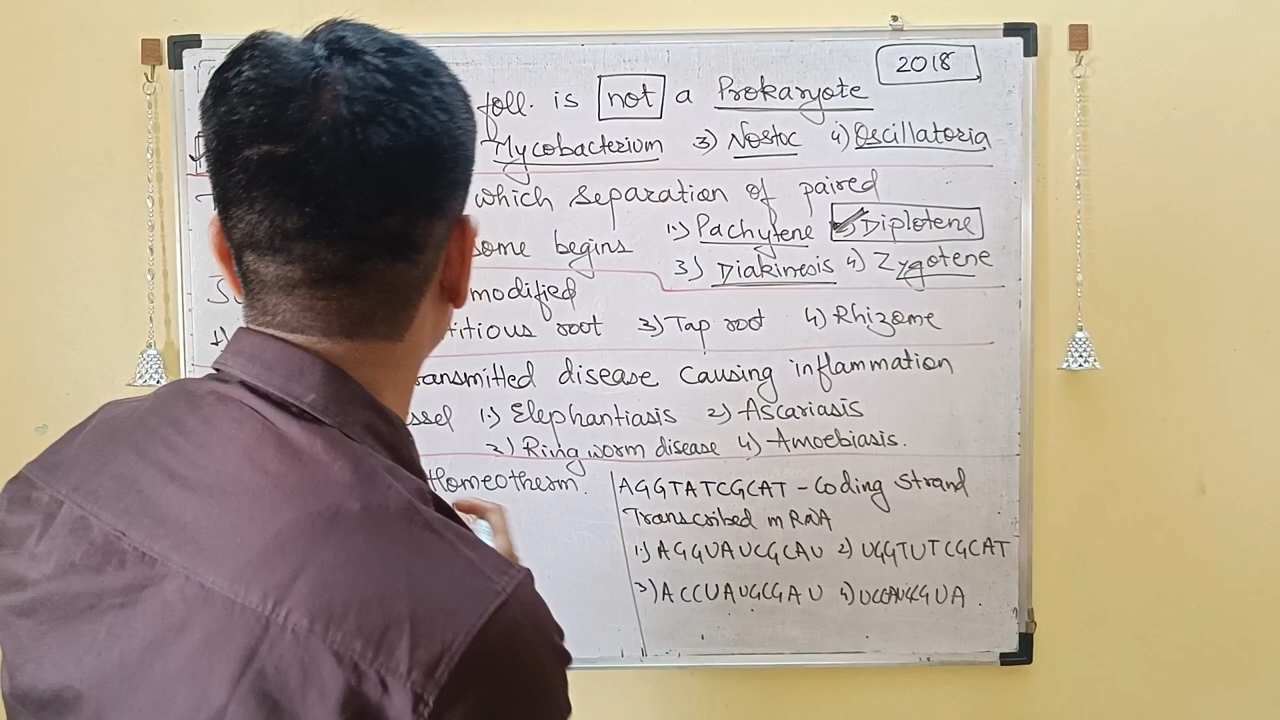 2018
foll. is not a Prokaryote
Mycobacterium 3) Nostoc 4) Oscillatoria
which separation of paired
some begins 1.) Pachytene 2) Diplotene
3) Diakinesis 4) Zygotene
modified
titious root 3) Tap root 4) Rhizome
ansmitted disease causing inflammation
ssel 1.) Elephantiasis 2) Ascariasis
2) Ring worm disease 4) Amoebiasis.
Homeotherm.
AGGTATCGCAT - Coding Strand
Transcribed mRNA
1) AGGUAUCGCAU 2) UGGTUTCGCAT
3) ACCUAUGCGAU 4)